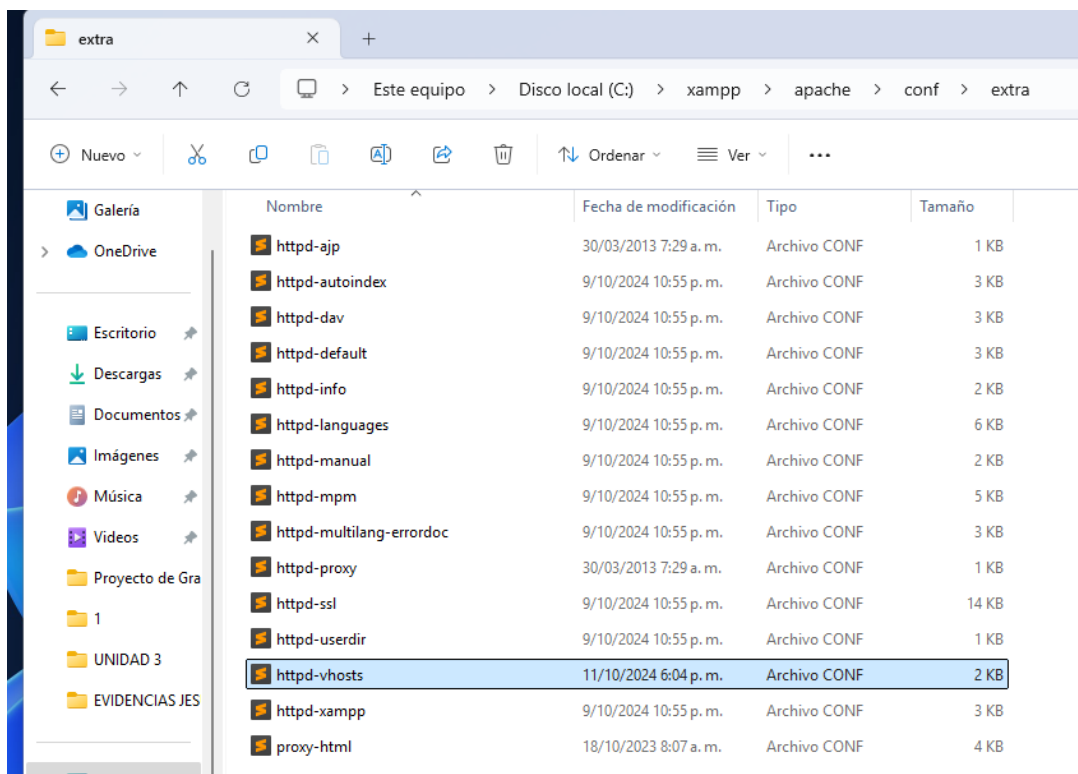 extra
Este equipo > Disco local (C:) > xampp > apache > conf > extra
Nuevo Ordenar Ver ...
Galería
OneDrive
Escritorio
Descargas
Documentos
Imágenes
Música
Videos
Proyecto de Gra
1
UNIDAD 3
EVIDENCIAS JES
Nombre Fecha de modificación Tipo Tamaño
httpd-ajp 30/03/2013 7:29 a. m. Archivo CONF 1 KB
httpd-autoindex 9/10/2024 10:55 p. m. Archivo CONF 3 KB
httpd-dav 9/10/2024 10:55 p. m. Archivo CONF 3 KB
httpd-default 9/10/2024 10:55 p. m. Archivo CONF 3 KB
httpd-info 9/10/2024 10:55 p. m. Archivo CONF 2 KB
httpd-languages 9/10/2024 10:55 p. m. Archivo CONF 6 KB
httpd-manual 9/10/2024 10:55 p. m. Archivo CONF 2 KB
httpd-mpm 9/10/2024 10:55 p. m. Archivo CONF 5 KB
httpd-multilang-errordoc 9/10/2024 10:55 p. m. Archivo CONF 3 KB
httpd-proxy 30/03/2013 7:29 a. m. Archivo CONF 1 KB
httpd-ssl 9/10/2024 10:55 p. m. Archivo CONF 14 KB
httpd-userdir 9/10/2024 10:55 p. m. Archivo CONF 1 KB
httpd-vhosts 11/10/2024 6:04 p. m. Archivo CONF 2 KB
httpd-xampp 9/10/2024 10:55 p. m. Archivo CONF 3 KB
proxy-html 18/10/2023 8:07 a. m. Archivo CONF 4 KB